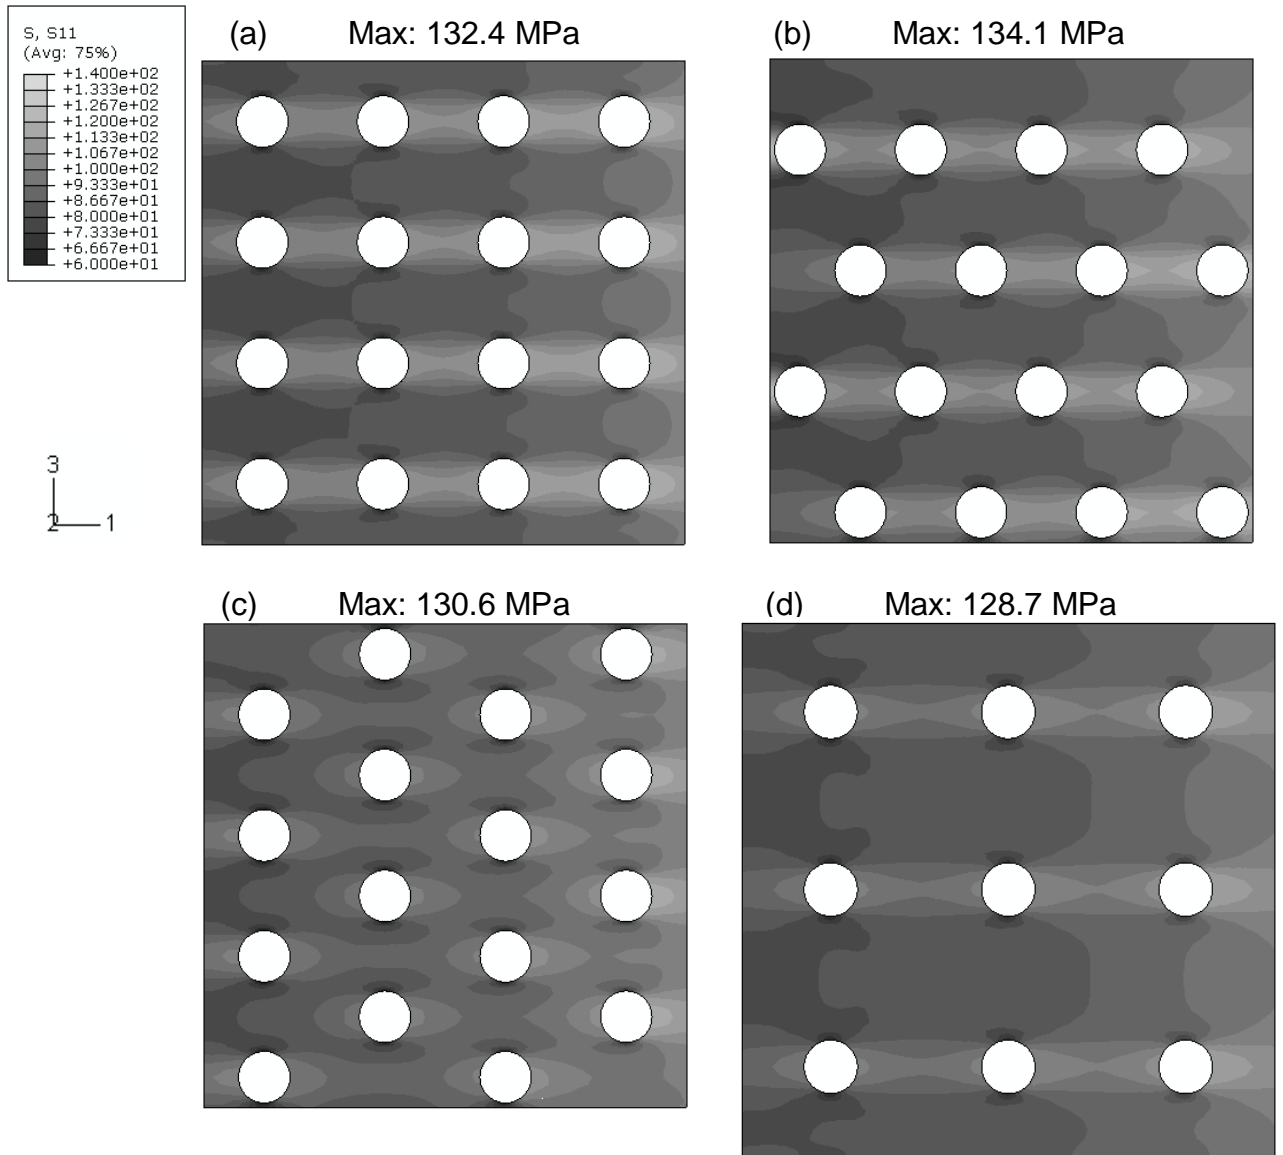 S, S11
(Avg: 75%)
+1.400e+02
+1.333e+02
+1.267e+02
+1.200e+02
+1.133e+02
+1.067e+02
+1.000e+02
+9.333e+01
+8.667e+01
+8.000e+01
+7.333e+01
+6.667e+01
+6.000e+01
(a) Max: 132.4 MPa
(b) Max: 134.1 MPa
3
2 1
(c) Max: 130.6 MPa
(d) Max: 128.7 MPa